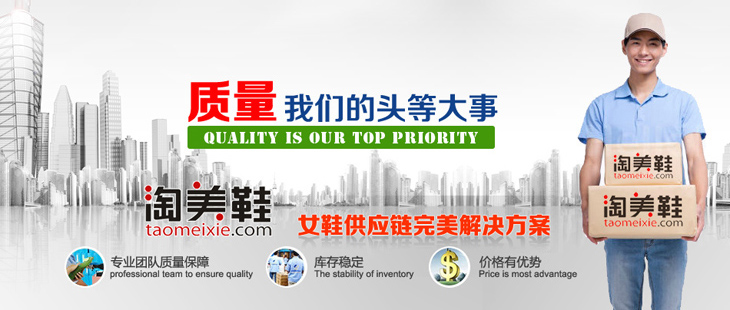 质量 我们的头等大事
QUALITY IS OUR TOP PRIORITY
淘美鞋
taomeixie.com
女鞋供应链完美解决方案
专业团队质量保障
professional team to ensure quality
库存稳定
The stability of inventory
价格有优势
Price is most advantage
淘美鞋
taomeixie.com
淘美鞋
taomeixie.com